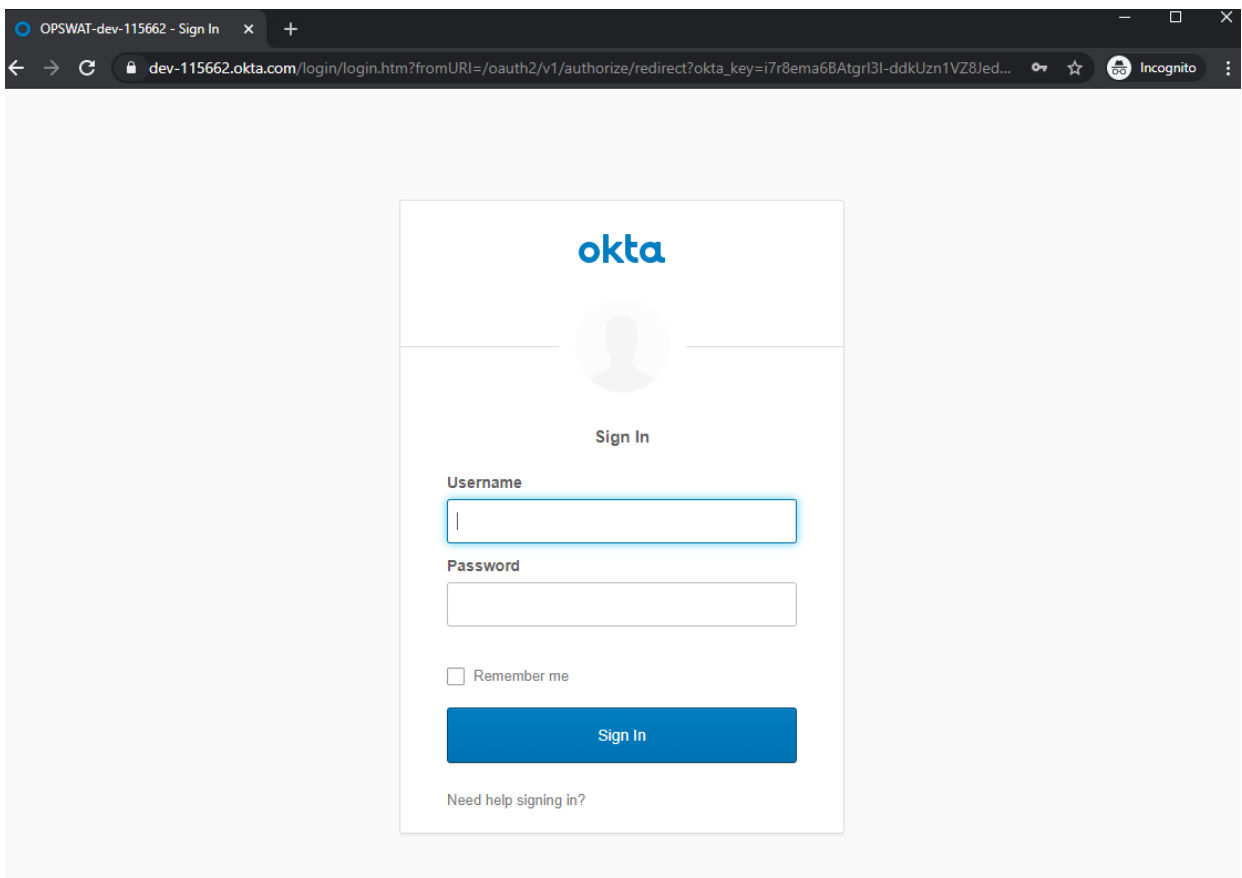 OPSWAT-dev-115662 - Sign In
dev-115662.okta.com/login/login.htm?fromURI=/oauth2/v1/authorize/redirect?okta_key=i7r8ema6BAtgrl3I-ddkUzn1VZ8Jed...
Incognito
okta
Sign In
Username
Password
Remember me
Sign In
Need help signing in?